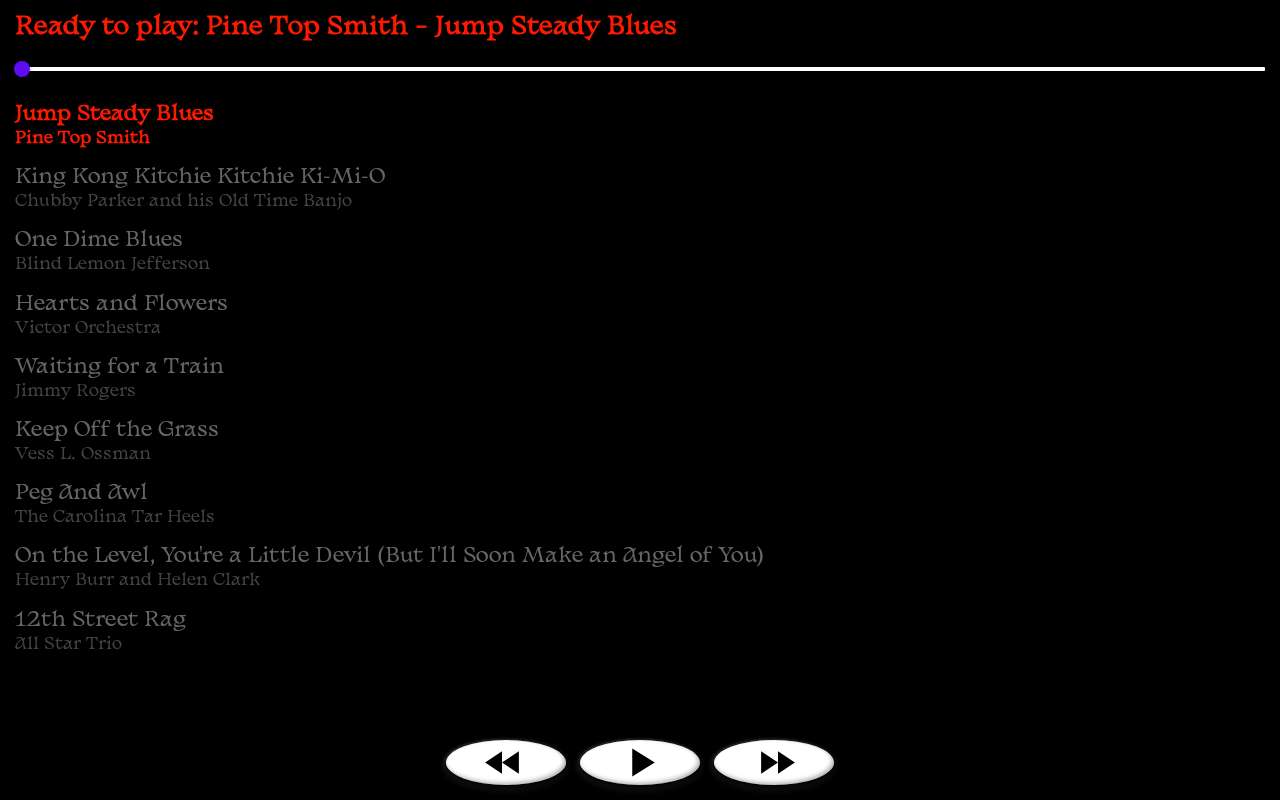 Ready to play: Pine Top Smith - Jump Steady Blues
Jump Steady Blues
Pine Top Smith
King Kong Kitchie Kitchie Ki-Mi-O
Chubby Parker and his Old Time Banjo
One Dime Blues
Blind Lemon Jefferson
Hearts and Flowers
Victor Orchestra
Waiting for a Train
Jimmy Rogers
Keep Off the Grass
Vess L. Ossman
Peg And Awl
The Carolina Tar Heels
On the Level, You're a Little Devil (But I'll Soon Make an Angel of You)
Henry Burr and Helen Clark
12th Street Rag
All Star Trio